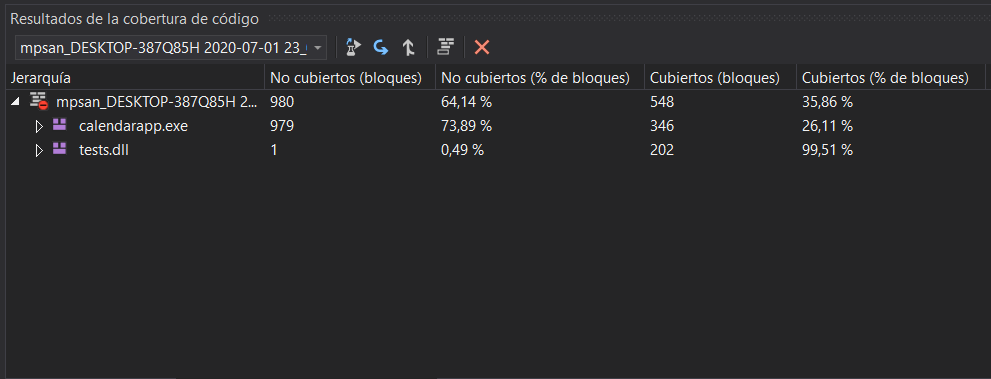 Resultados de la cobertura de código
mpsan_DESKTOP-387Q85H 2020-07-01 23_
Jerarquía No cubiertos (bloques) No cubiertos (% de bloques) Cubiertos (bloques) Cubiertos (% de bloques)
mpsan_DESKTOP-387Q85H 2... 980 64,14 % 548 35,86 %
calendarapp.exe 979 73,89 % 346 26,11 %
tests.dll 1 0,49 % 202 99,51 %